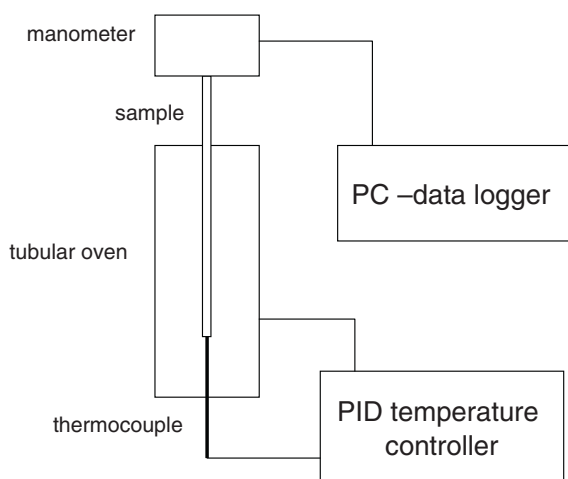 manometer
sample
PC –data logger
tubular oven
thermocouple
PID temperature
controller